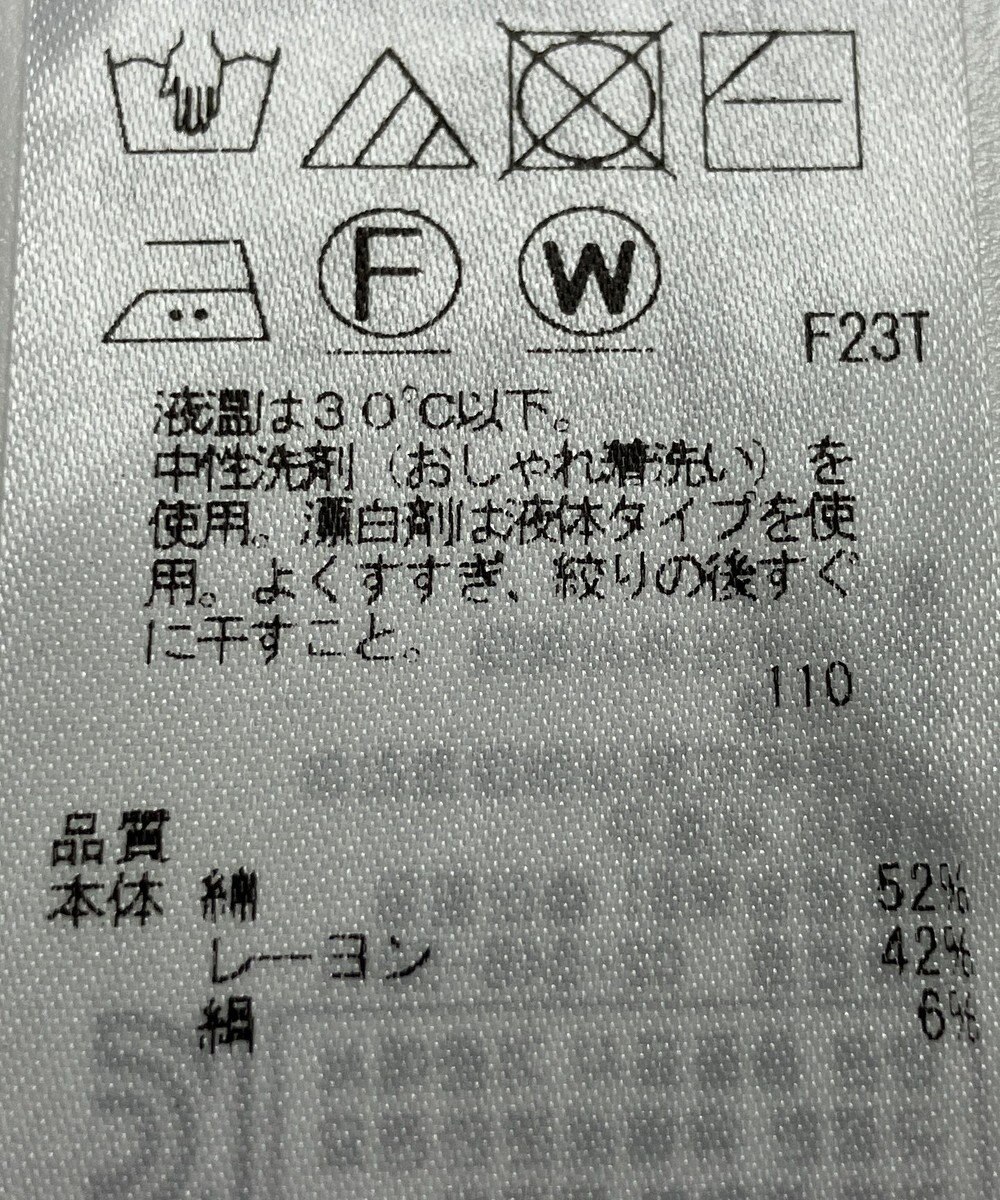 F W
F23T
液温は30℃以下。
中性洗剤（おしゃれ着洗い）を
使用。漂白剤は液体タイプを使
用。よくすすぎ、絞りの後すぐ
に干すこと。
110
品質
本体 52%
レーヨン 42%
6%